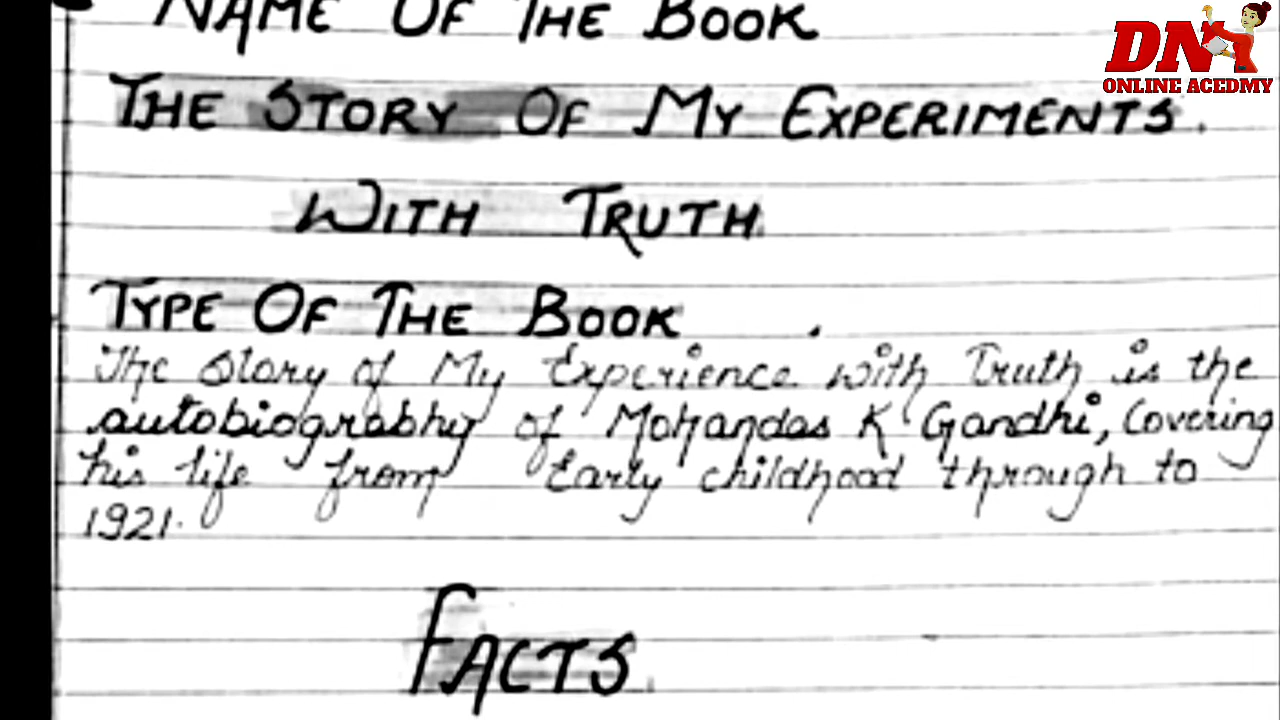 NAME OF THE BOOK
DNA
ONLINE ACEDMY
THE STORY OF MY EXPERIMENTS.
WITH TRUTH
TYPE OF THE BOOK .
The Story of My Experience with Truth is the
autobiography of Mohandas K Gandhi, Covering
his life from Early childhood through to
1921.
FACTS.